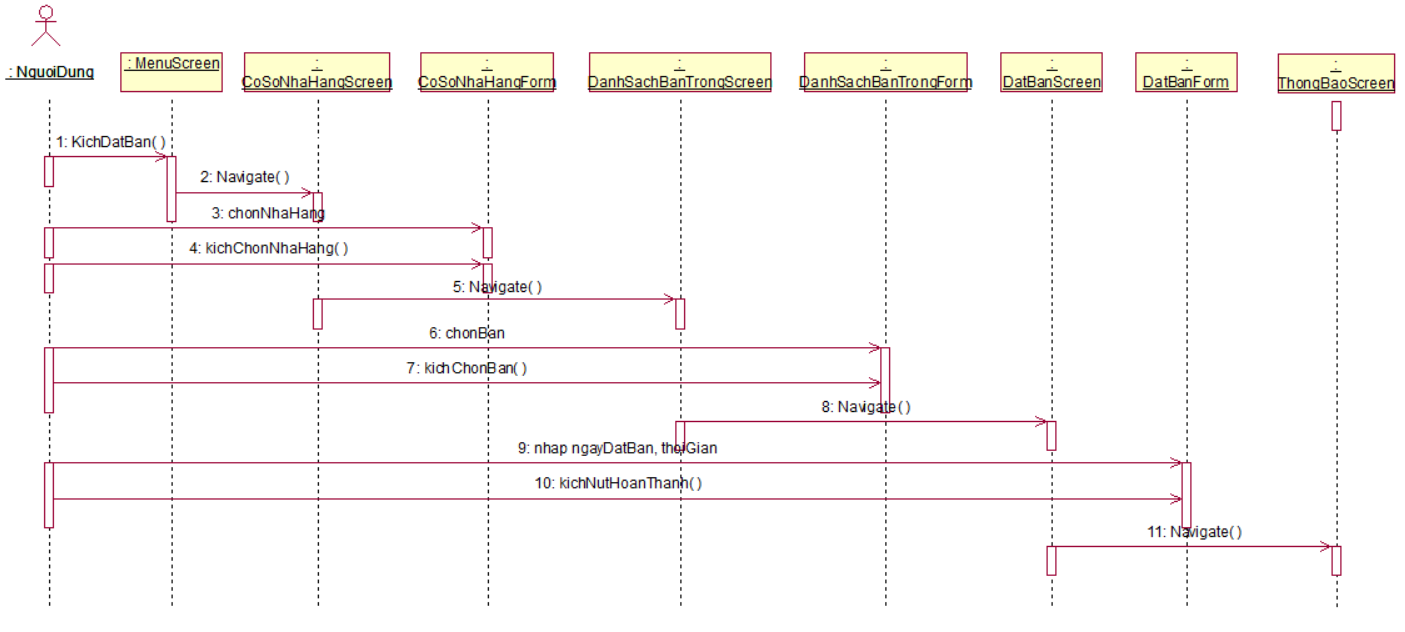 : NguoiDung
: MenuScreen
:
CoSoNhaHangScreen
:
CoSoNhaHangForm
:
DanhSachBanTrongScreen
:
DanhSachBanTrongForm
:
DatBanScreen
:
DatBanForm
:
ThongBaoScreen
1: KichDatBan( )
2: Navigate( )
3: chonNhaHang
4: kichChonNhaHang( )
5: Navigate( )
6: chonBan
7: kichChonBan( )
8: Navigate( )
9: nhap ngayDatBan, thoiGian
10: kichNutHoanThanh( )
11: Navigate( )